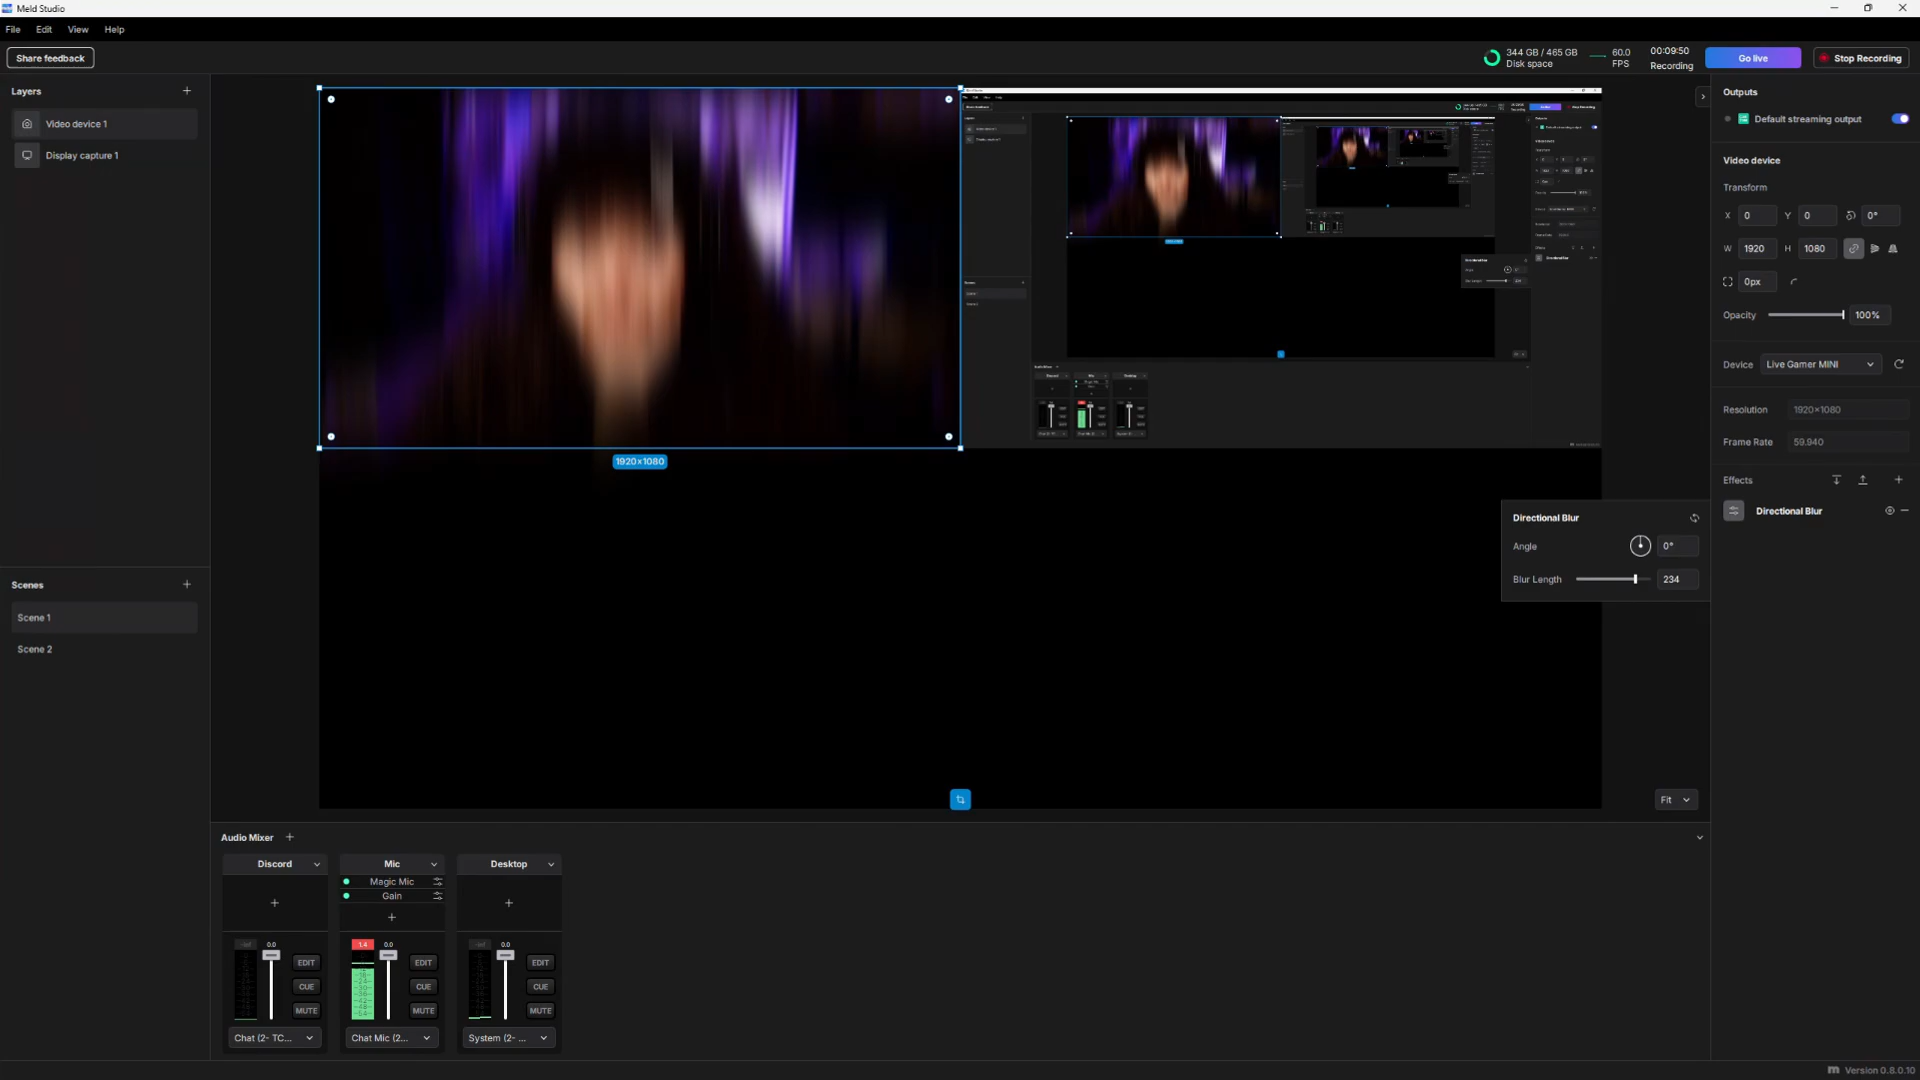 Meld Studio
File Edit View Help
Share feedback
344 GB / 465 GB
Disk space
60.0
FPS
00:09:50
Recording
Go live
Stop Recording
Layers
Video device 1
Display capture 1
1920×1080
Scenes
Scene 1
Scene 2
Outputs
Default streaming output
Video device
Transform
X 0 Y 0 0°
W 1920 H 1080
0px
Opacity 100%
Device Live Gamer MINI
Resolution 1920×1080
Frame Rate 59.940
Effects
Directional Blur
Directional Blur
Angle 0°
Blur Length 234
Fit
Audio Mixer
Discord Mic Desktop
Magic Mic
Gain
-inf 0.0 1.4 0.0 -inf 0.0
EDIT EDIT EDIT
CUE CUE CUE
MUTE MUTE MUTE
Chat (2- TC... Chat Mic (2... System (2- ...
Version 0.8.0.10